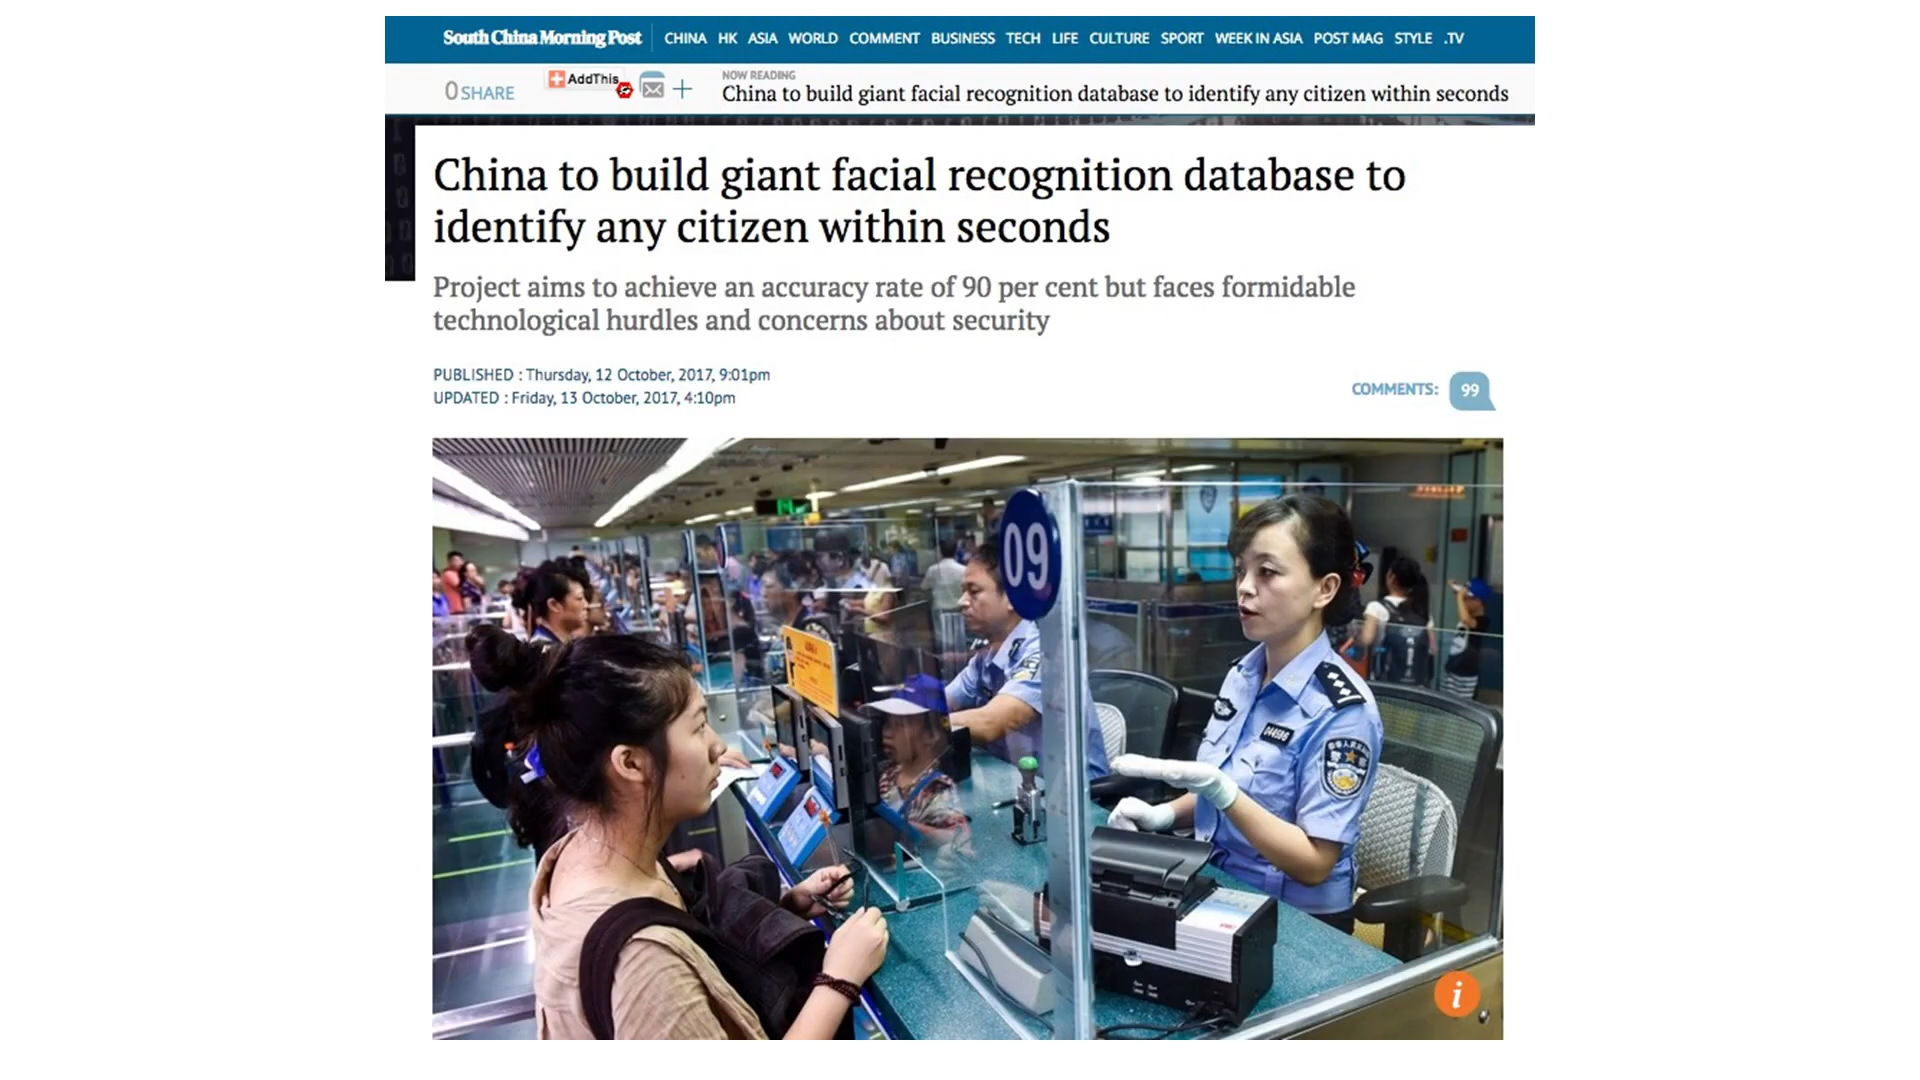 South China Morning Post
CHINA HK ASIA WORLD COMMENT BUSINESS TECH LIFE CULTURE SPORT WEEK IN ASIA POST MAG STYLE .TV
0 SHARE
AddThis
NOW READING
China to build giant facial recognition database to identify any citizen within seconds
China to build giant facial recognition database to
identify any citizen within seconds
Project aims to achieve an accuracy rate of 90 per cent but faces formidable
technological hurdles and concerns about security
PUBLISHED : Thursday, 12 October, 2017, 9:01pm
UPDATED : Friday, 13 October, 2017, 4:10pm
COMMENTS: 99
09
i